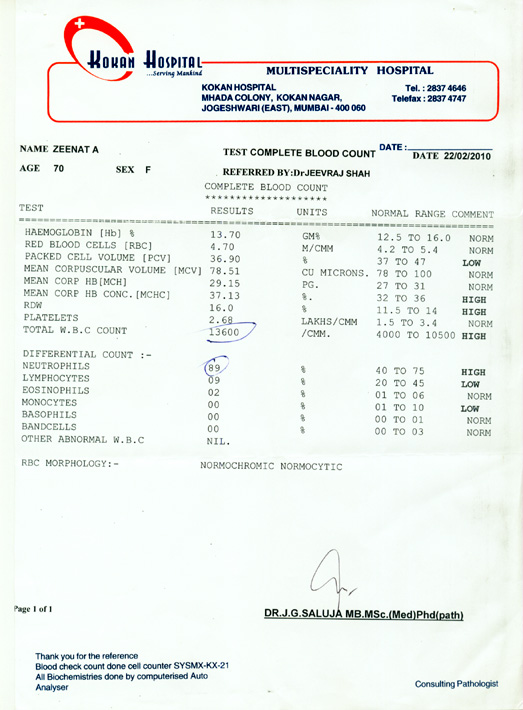 KOKAN HOSPITAL
...Serving Mankind
MULTISPECIALITY HOSPITAL
KOKAN HOSPITAL Tel. : 2837 4646
MHADA COLONY, KOKAN NAGAR, Telefax : 2837 4747
JOGESHWARI (EAST), MUMBAI - 400 060
NAME ZEENAT A TEST COMPLETE BLOOD COUNT DATE :
DATE 22/02/2010
AGE 70 SEX F REFERRED BY:DrJEEVRAJ SHAH
COMPLETE BLOOD COUNT
*********************
TEST RESULTS UNITS NORMAL RANGE COMMENT
HAEMOGLOBIN [Hb] % 13.70 GM% 12.5 TO 16.0 NORM
RED BLOOD CELLS [RBC] 4.70 M/CMM 4.2 TO 5.4 NORM
PACKED CELL VOLUME [PCV] 36.90 % 37 TO 47 LOW
MEAN CORPUSCULAR VOLUME [MCV] 78.51 CU MICRONS. 78 TO 100 NORM
MEAN CORP HB[MCH] 29.15 PG. 27 TO 31 NORM
MEAN CORP HB CONC.[MCHC] 37.13 %. 32 TO 36 HIGH
RDW 16.0 % 11.5 TO 14 HIGH
PLATELETS 2.68 LAKHS/CMM 1.5 TO 3.4 NORM
TOTAL W.B.C COUNT 13600 /CMM. 4000 TO 10500 HIGH
DIFFERENTIAL COUNT :-
NEUTROPHILS 89 % 40 TO 75 HIGH
LYMPHOCYTES 09 % 20 TO 45 LOW
EOSINOPHILS 02 % 01 TO 06 NORM
MONOCYTES 00 % 01 TO 10 LOW
BASOPHILS 00 % 00 TO 01 NORM
BANDCELLS 00 % 00 TO 03 NORM
OTHER ABNORMAL W.B.C NIL.
RBC MORPHOLOGY:- NORMOCHROMIC NORMOCYTIC
Page 1 of 1
DR.J.G.SALUJA MB.MSc.(Med)Phd(path)
Thank you for the reference
Blood check count done cell counter SYSMX-KX-21
All Biochemistries done by computerised Auto
Analyser
Consulting Pathologist